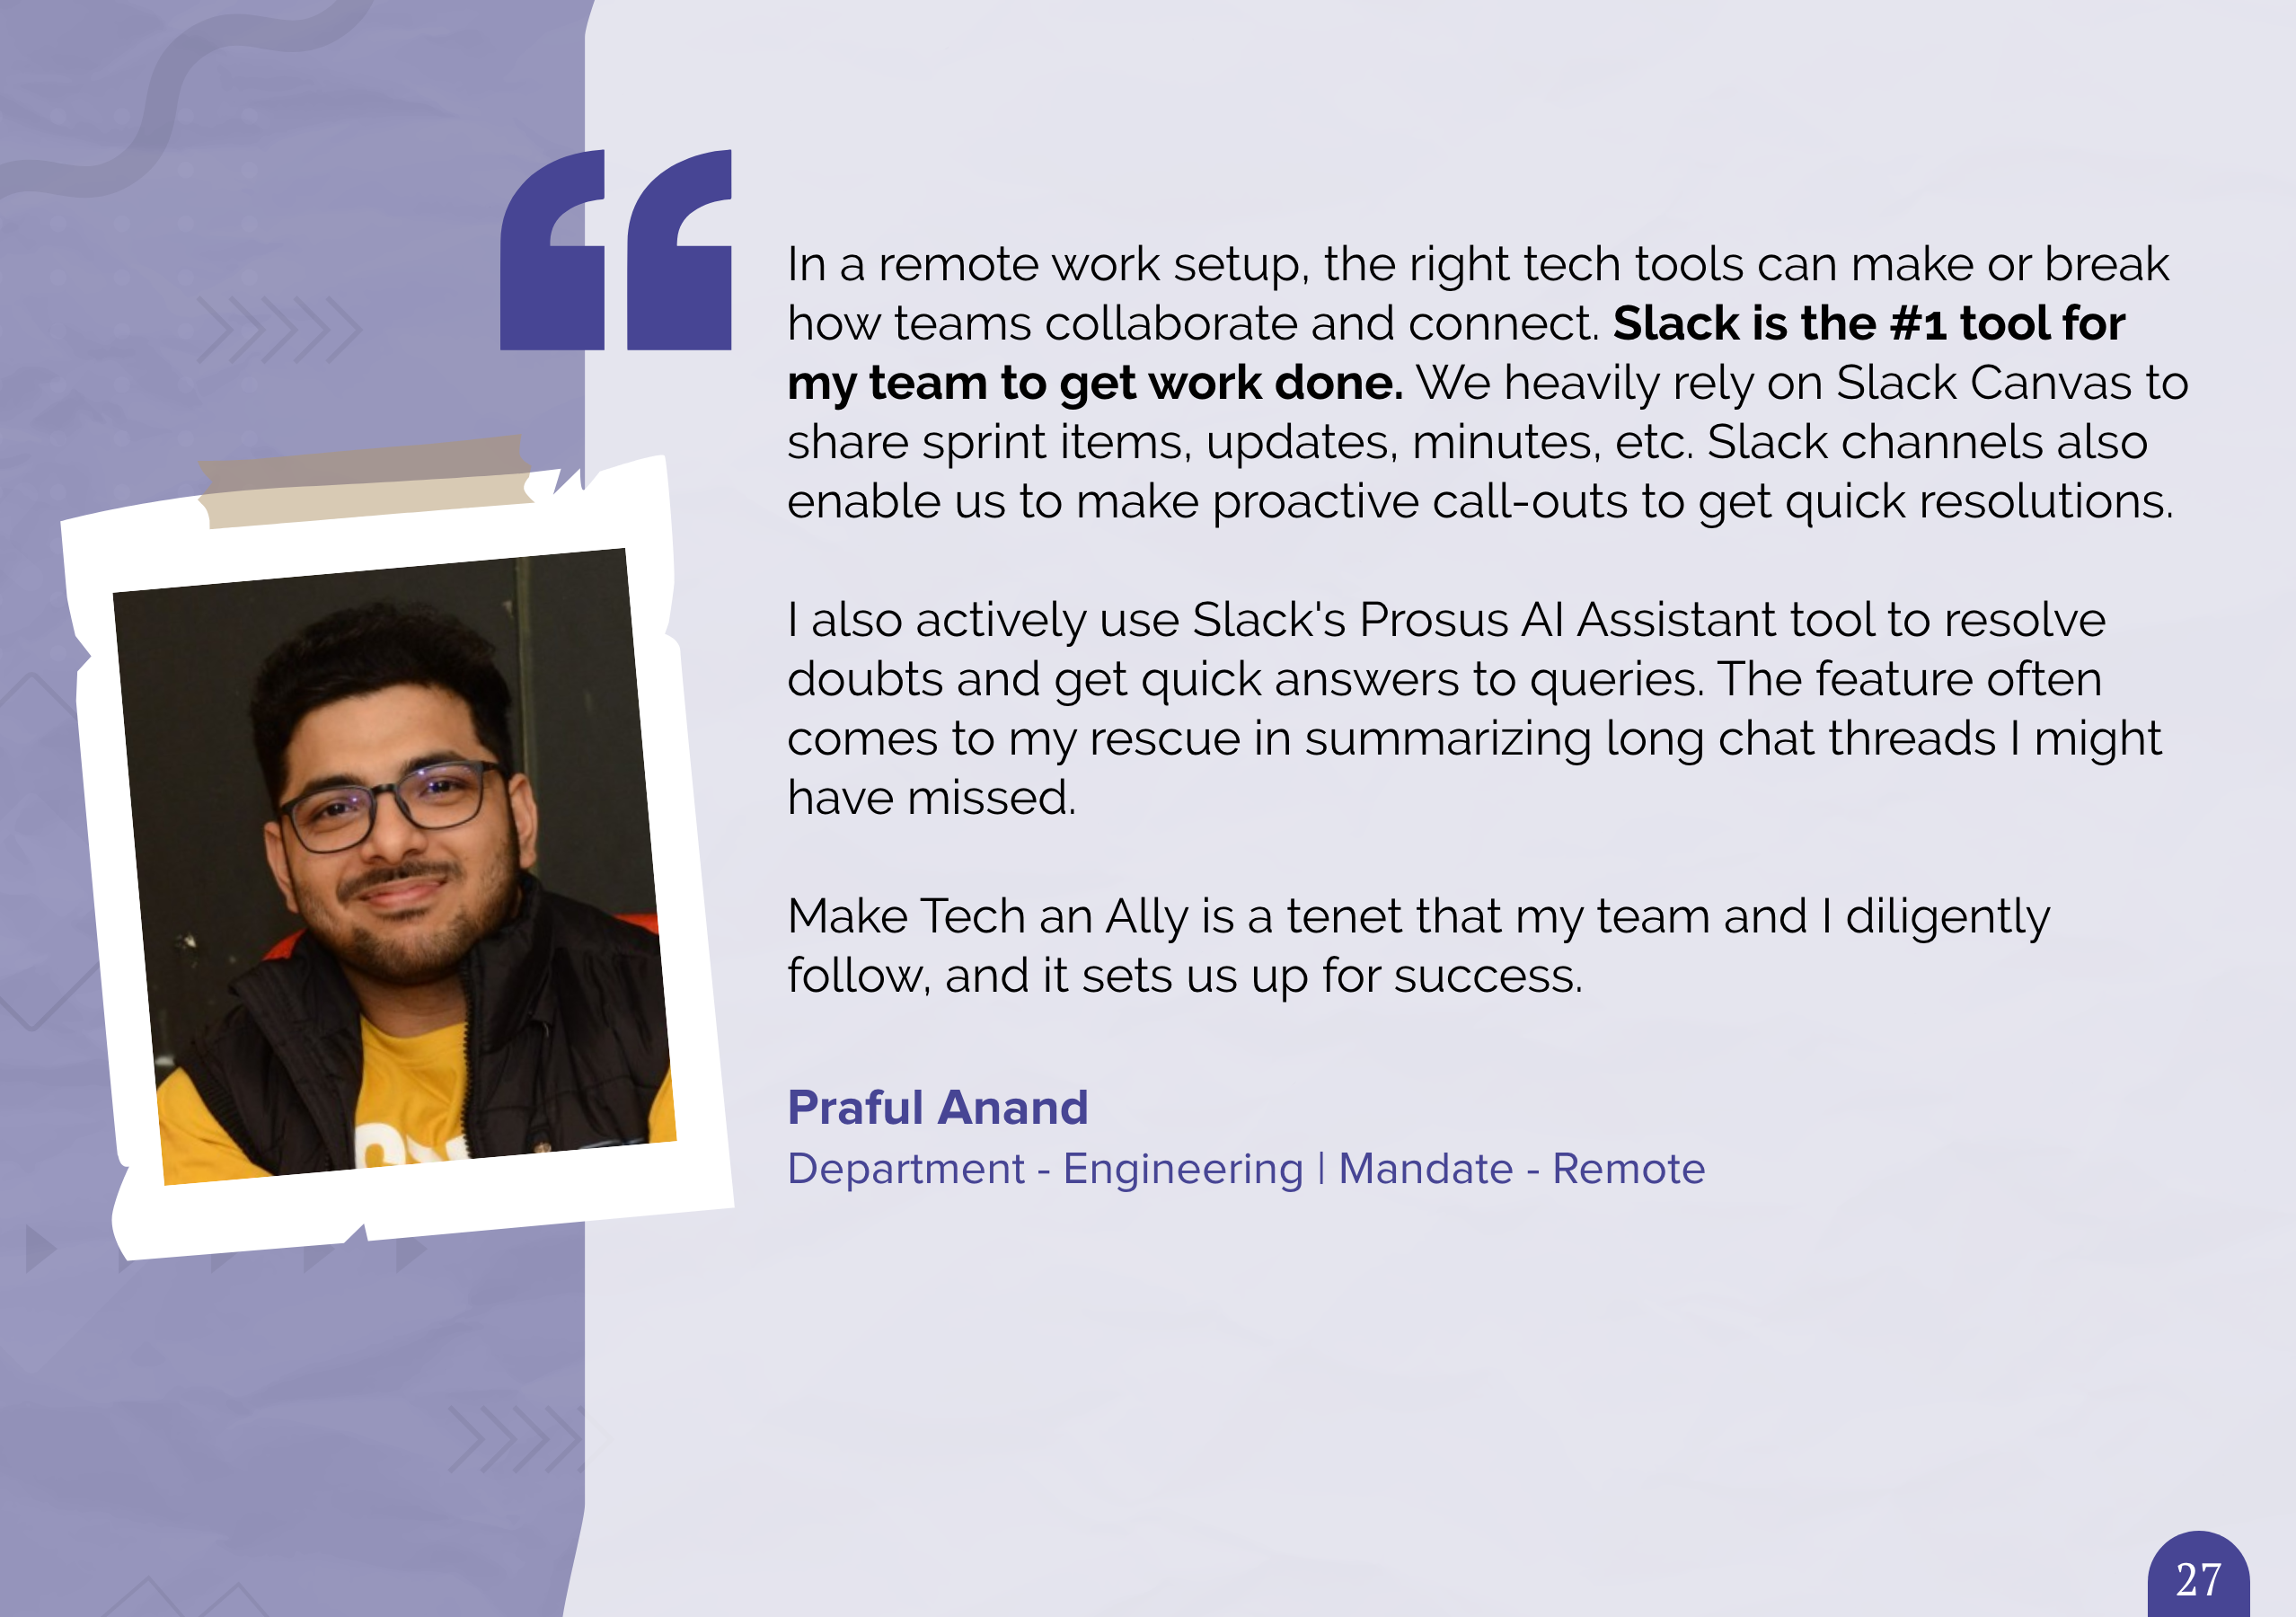 In a remote work setup, the right tech tools can make or break
how teams collaborate and connect. Slack is the #1 tool for
my team to get work done. We heavily rely on Slack Canvas to
share sprint items, updates, minutes, etc. Slack channels also
enable us to make proactive call-outs to get quick resolutions.
I also actively use Slack's Prosus AI Assistant tool to resolve
doubts and get quick answers to queries. The feature often
comes to my rescue in summarizing long chat threads I might
have missed.
Make Tech an Ally is a tenet that my team and I diligently
follow, and it sets us up for success.
Praful Anand
Department - Engineering | Mandate - Remote
27